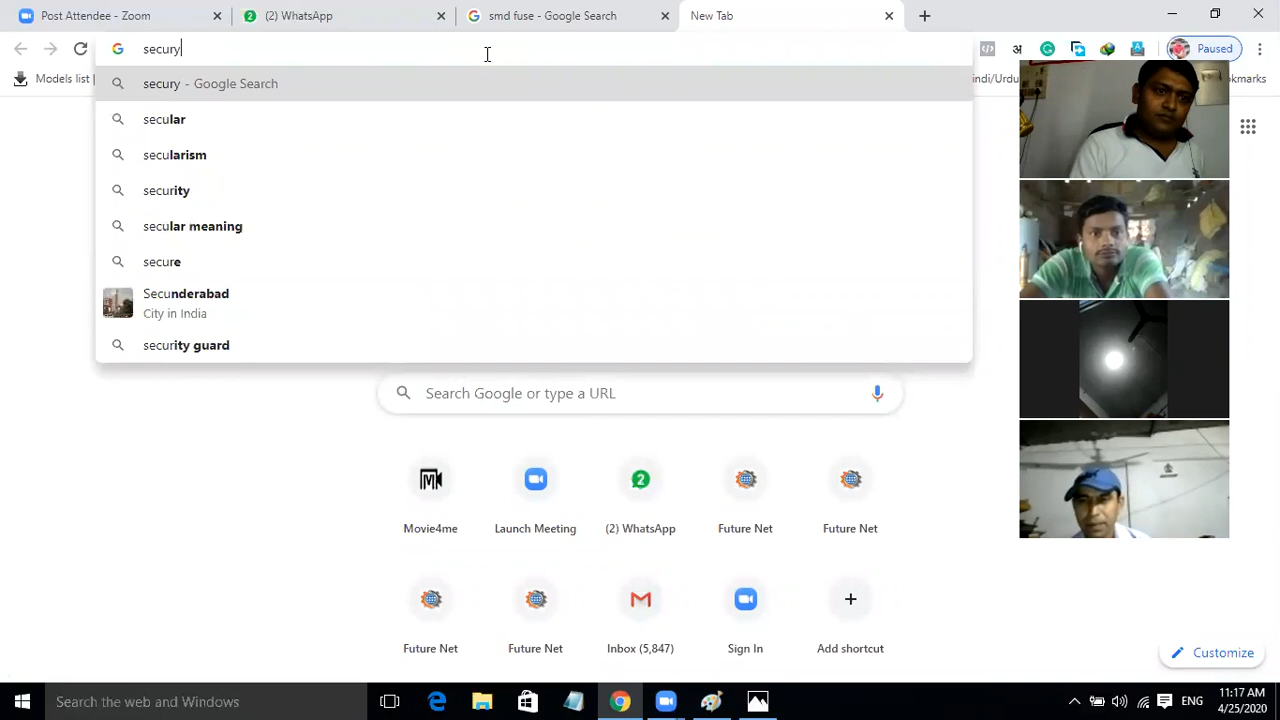 Post Attendee - Zoom
(2) WhatsApp
smd fuse - Google Search
New Tab
secury
Paused
Models list |
indi/Urdu
kmarks
secury - Google Search
secular
secularism
security
secular meaning
secure
Secunderabad
City in India
security guard
Search Google or type a URL
Movie4me
Launch Meeting
(2) WhatsApp
Future Net
Future Net
Future Net
Future Net
Inbox (5,847)
Sign In
Add shortcut
Customize
Search the web and Windows
ENG
11:17 AM
4/25/2020